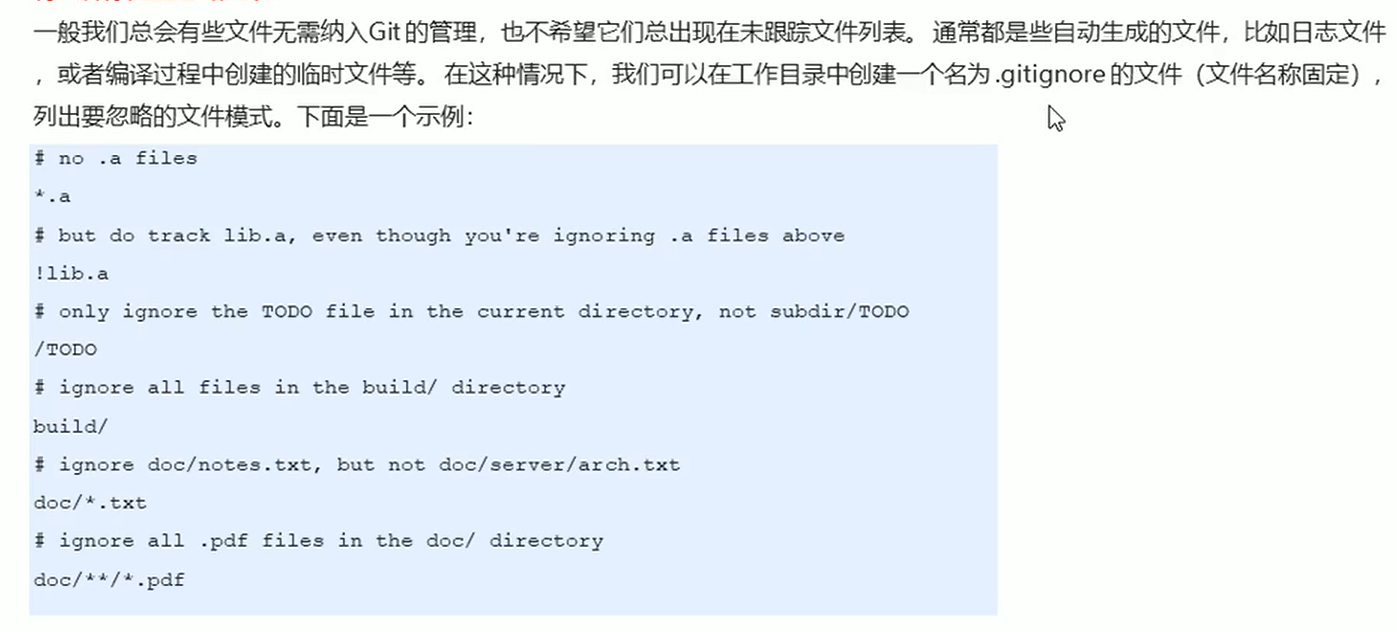 一般我们总会有些文件无需纳入Git 的管理，也不希望它们总出现在未跟踪文件列表。 通常都是些自动生成的文件，比如日志文件
，或者编译过程中创建的临时文件等。 在这种情况下，我们可以在工作目录中创建一个名为 .gitignore 的文件（文件名称固定），
列出要忽略的文件模式。下面是一个示例：
# no .a files
*.a
# but do track lib.a, even though you're ignoring .a files above
!lib.a
# only ignore the TODO file in the current directory, not subdir/TODO
/TODO
# ignore all files in the build/ directory
build/
# ignore doc/notes.txt, but not doc/server/arch.txt
doc/*.txt
# ignore all .pdf files in the doc/ directory
doc/**/*.pdf